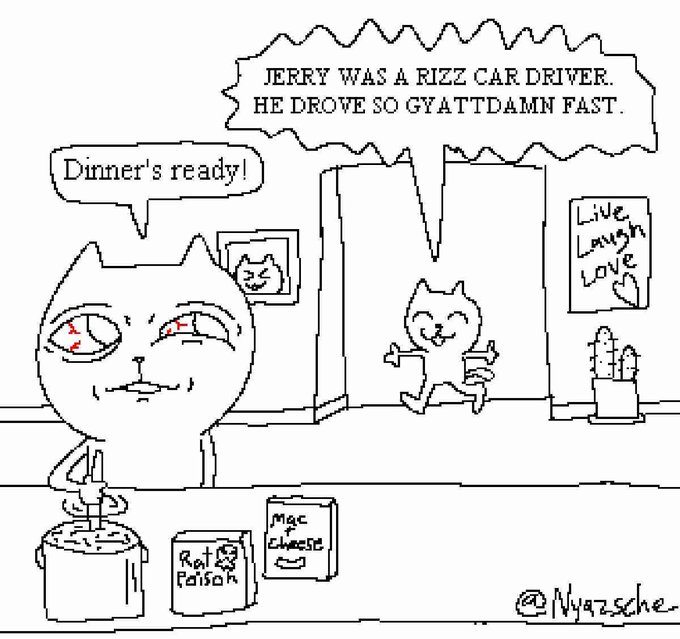 JERRY WAS A RIZZ CAR DRIVER.
HE DROVE SO GYATTDAMN FAST.
Dinner's ready!
Live
Laugh
Love
Mac
+
Cheese
Rat
Poison
@Nyazsche